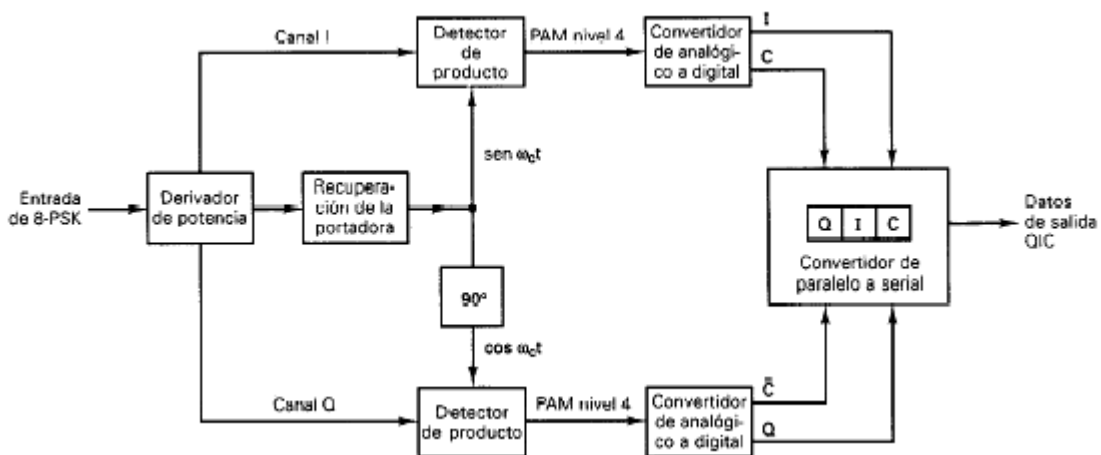 Canal I
Detector
de
producto
PAM nivel 4
Convertidor
de analógi-
co a digital
I
C
sen ω_ct
Entrada
de 8-PSK
Derivador
de potencia
Recupera-
ción de la
portadora
Q I C
Convertidor de
paralelo a serial
Datos
de salida
QIC
90°
cos ω_ct
Canal Q
Detector
de producto
PAM nivel 4
Convertidor
de analógi-
co a digital
C̄
Q